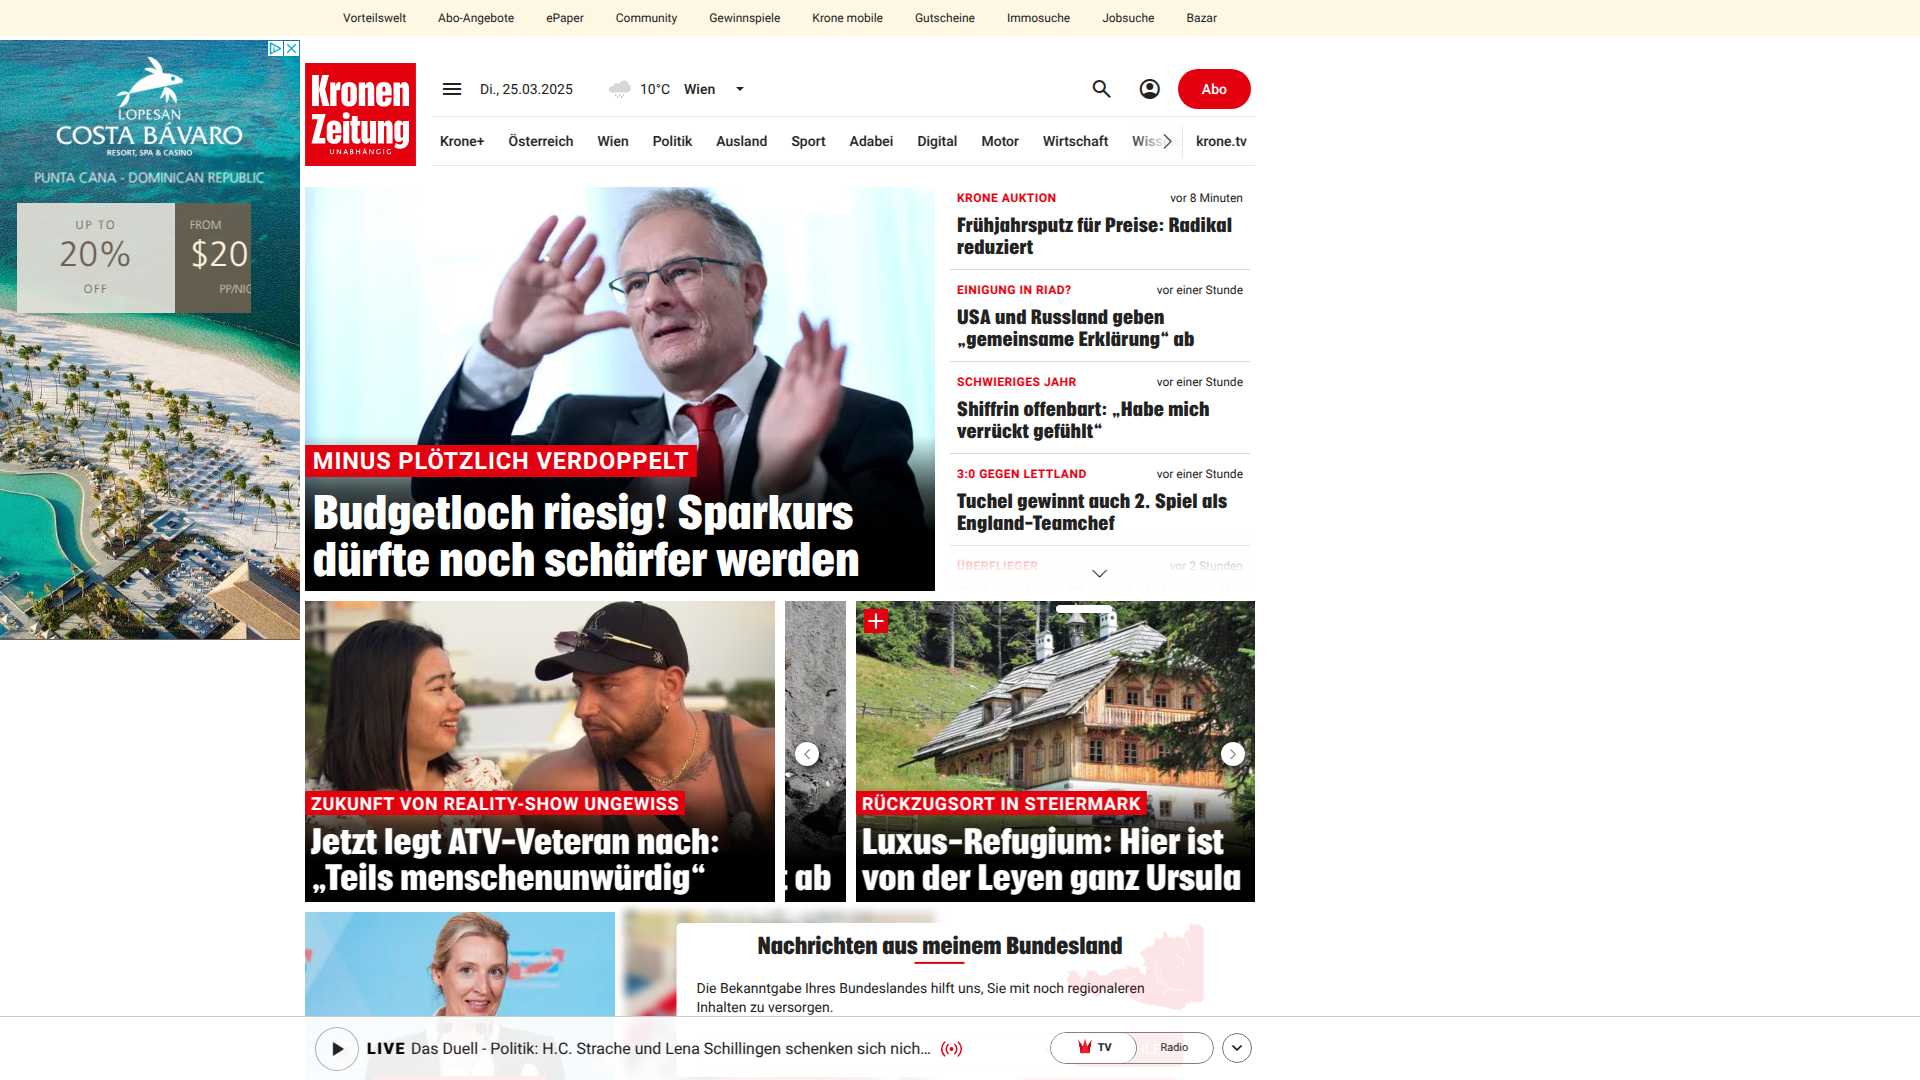 Vorteilswelt Abo-Angebote ePaper Community Gewinnspiele Krone mobile Gutscheine Immosuche Jobsuche Bazar
LOPESAN
COSTA BÁVARO
RESORT, SPA & CASINO
PUNTA CANA - DOMINICAN REPUBLIC
UP TO
20%
OFF
FROM
$20
PP/NIG
Kronen
Zeitung
UNABHÄNGIG
Di., 25.03.2025 10°C Wien
Abo
Krone+ Österreich Wien Politik Ausland Sport Adabei Digital Motor Wirtschaft Wiss krone.tv
MINUS PLÖTZLICH VERDOPPELT
Budgetloch riesig! Sparkurs
dürfte noch schärfer werden
KRONE AUKTION vor 8 Minuten
Frühjahrsputz für Preise: Radikal
reduziert
EINIGUNG IN RIAD? vor einer Stunde
USA und Russland geben
„gemeinsame Erklärung“ ab
SCHWIERIGES JAHR vor einer Stunde
Shiffrin offenbart: „Habe mich
verrückt gefühlt“
3:0 GEGEN LETTLAND vor einer Stunde
Tuchel gewinnt auch 2. Spiel als
England-Teamchef
ÜBERFLIEGER vor 2 Stunden
ZUKUNFT VON REALITY-SHOW UNGEWISS
Jetzt legt ATV-Veteran nach:
„Teils menschenunwürdig“
ab
RÜCKZUGSORT IN STEIERMARK
Luxus-Refugium: Hier ist
von der Leyen ganz Ursula
Nachrichten aus meinem Bundesland
Die Bekanntgabe Ihres Bundeslandes hilft uns, Sie mit noch regionaleren
Inhalten zu versorgen.
LIVE Das Duell - Politik: H.C. Strache und Lena Schillingen schenken sich nich...
TV Radio